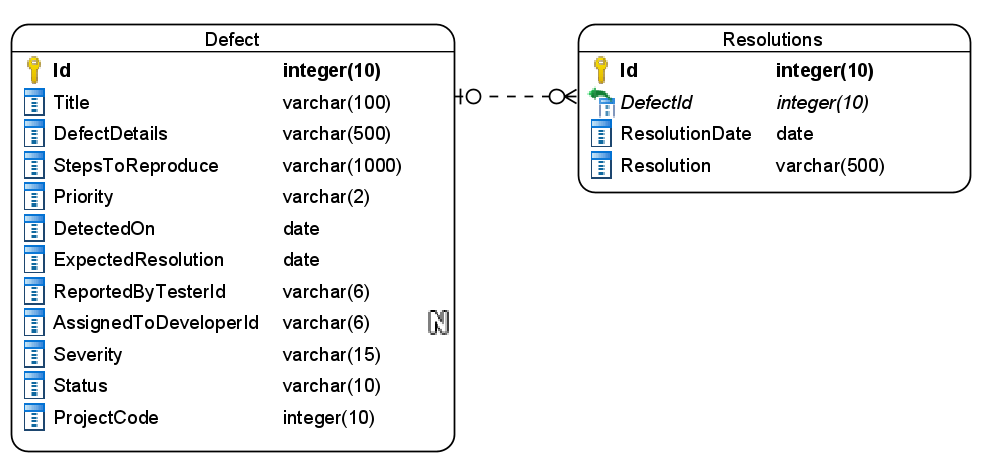 Defect
Id integer(10)
Title varchar(100)
DefectDetails varchar(500)
StepsToReproduce varchar(1000)
Priority varchar(2)
DetectedOn date
ExpectedResolution date
ReportedByTesterId varchar(6)
AssignedToDeveloperId varchar(6) N
Severity varchar(15)
Status varchar(10)
ProjectCode integer(10)
Resolutions
Id integer(10)
DefectId integer(10)
ResolutionDate date
Resolution varchar(500)